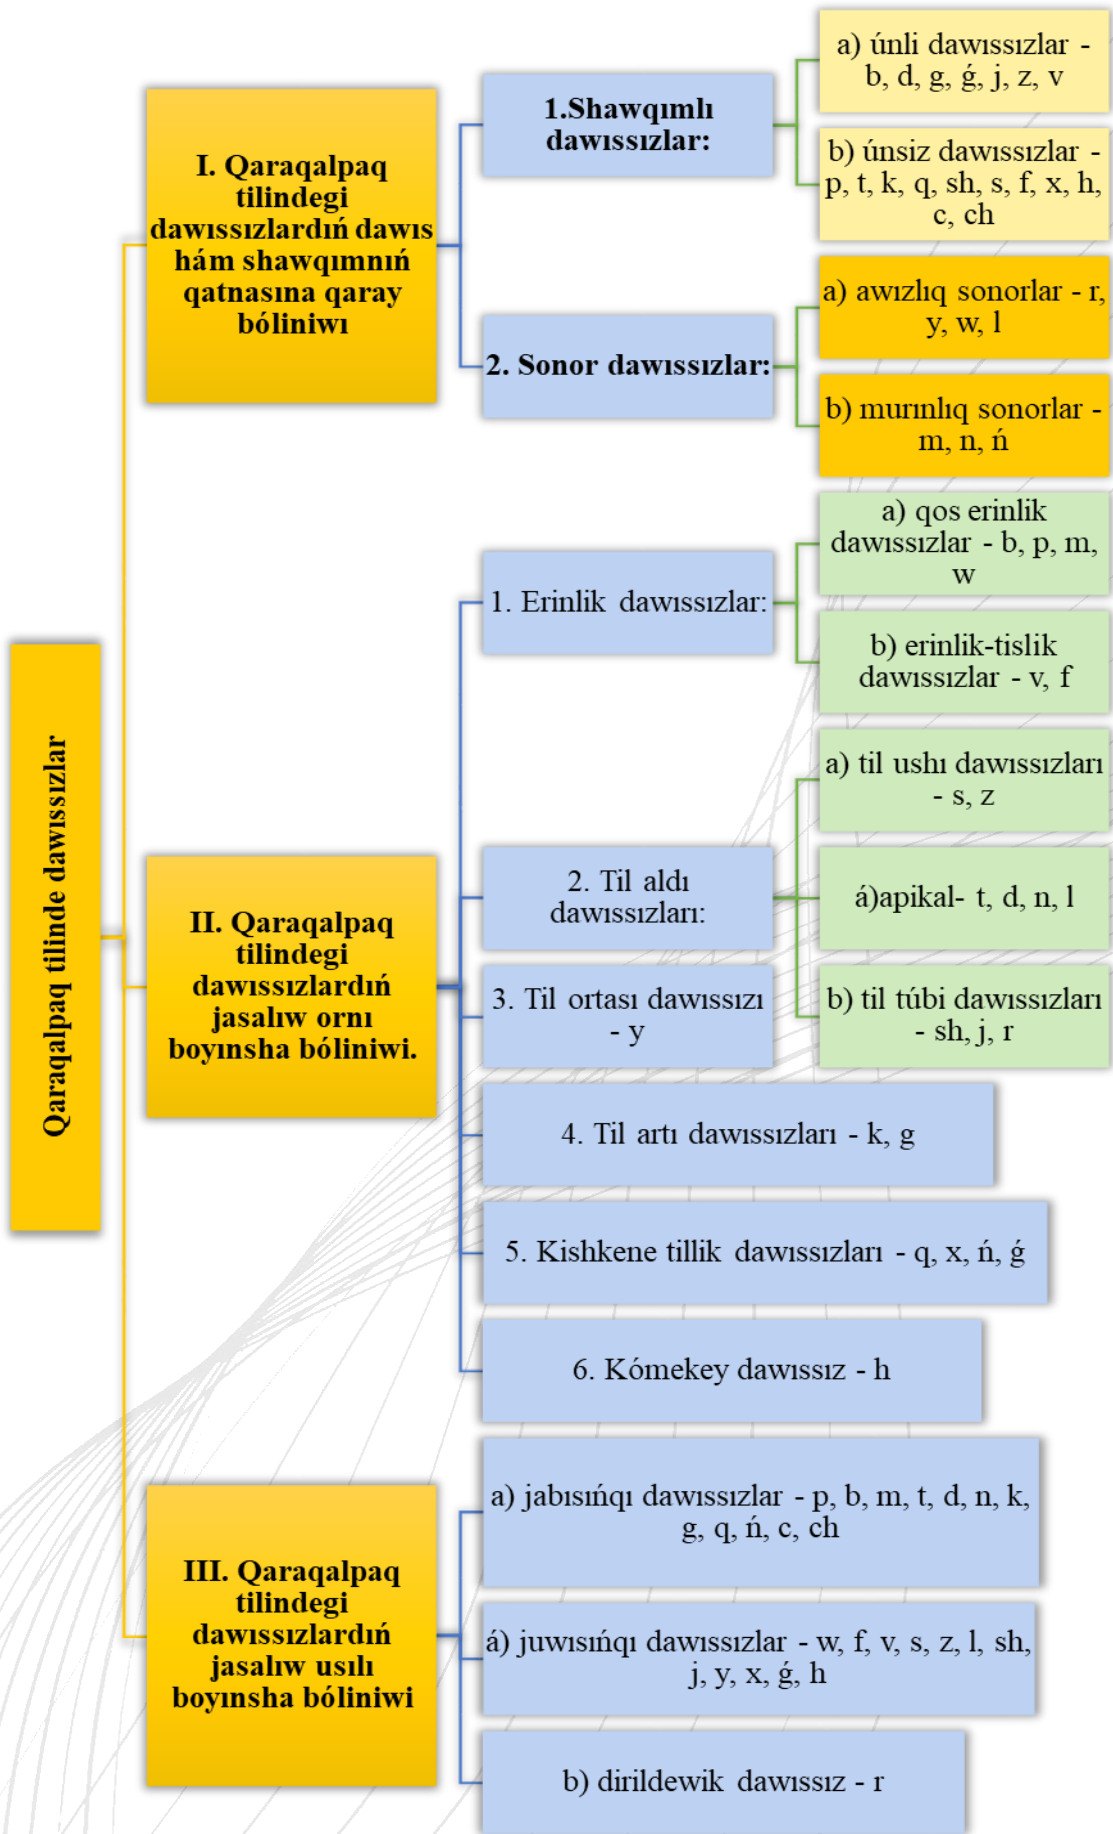 Qaraqalpaq tilinde dawıssızlar
I. Qaraqalpaq
tilindegi
dawıssızlardıń dawıs
hám shawqımnıń
qatnasına qaray
bóliniwı
1.Shawqımlı
dawıssızlar:
a) únli dawıssızlar -
b, d, g, ǵ, j, z, v
b) únsiz dawıssızlar -
p, t, k, q, sh, s, f, x, h,
c, ch
2. Sonor dawıssızlar:
a) awızlıq sonorlar - r,
y, w, l
b) murınlıq sonorlar -
m, n, ń
II. Qaraqalpaq
tilindegi
dawıssızlardıń
jasalıw ornı
boyınsha bóliniwi.
1. Erinlik dawıssızlar:
a) qos erinlik
dawıssızlar - b, p, m,
w
b) erinlik-tislik
dawıssızlar - v, f
2. Til aldı
dawıssızları:
a) til ushı dawıssızları
- s, z
á)apikal- t, d, n, l
b) til túbi dawıssızları
- sh, j, r
3. Til ortası dawıssızı
- y
4. Til artı dawıssızları - k, g
5. Kishkene tillik dawıssızları - q, x, ń, ǵ
6. Kómekey dawıssız - h
III. Qaraqalpaq
tilindegi
dawıssızlardıń
jasalıw usılı
boyınsha bóliniwi
a) jabısıńqı dawıssızlar - p, b, m, t, d, n, k,
g, q, ń, c, ch
á) juwısıńqı dawıssızlar - w, f, v, s, z, l, sh,
j, y, x, ǵ, h
b) dirildewik dawıssız - r